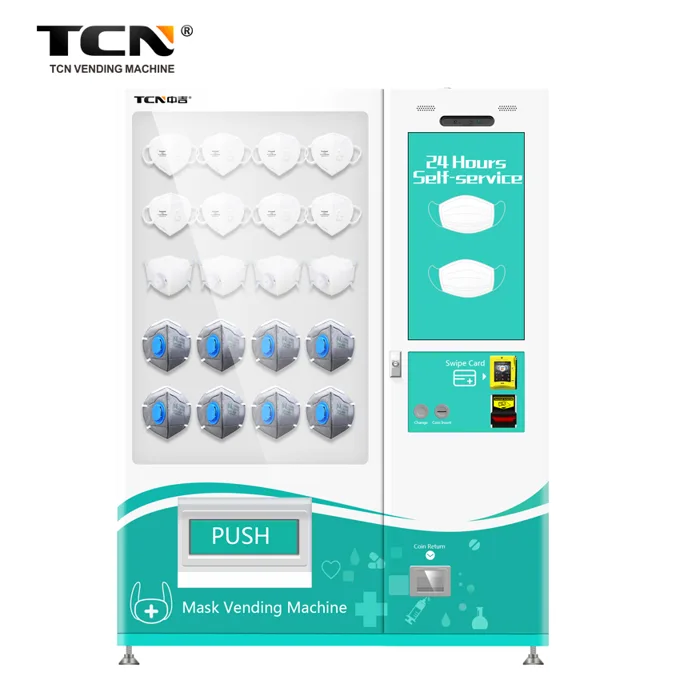 TCN®
TCN VENDING MACHINE
TCN中吉®
24 Hours
Self-service
Swipe Card
Change
Coin Return
PUSH
Mask Vending Machine